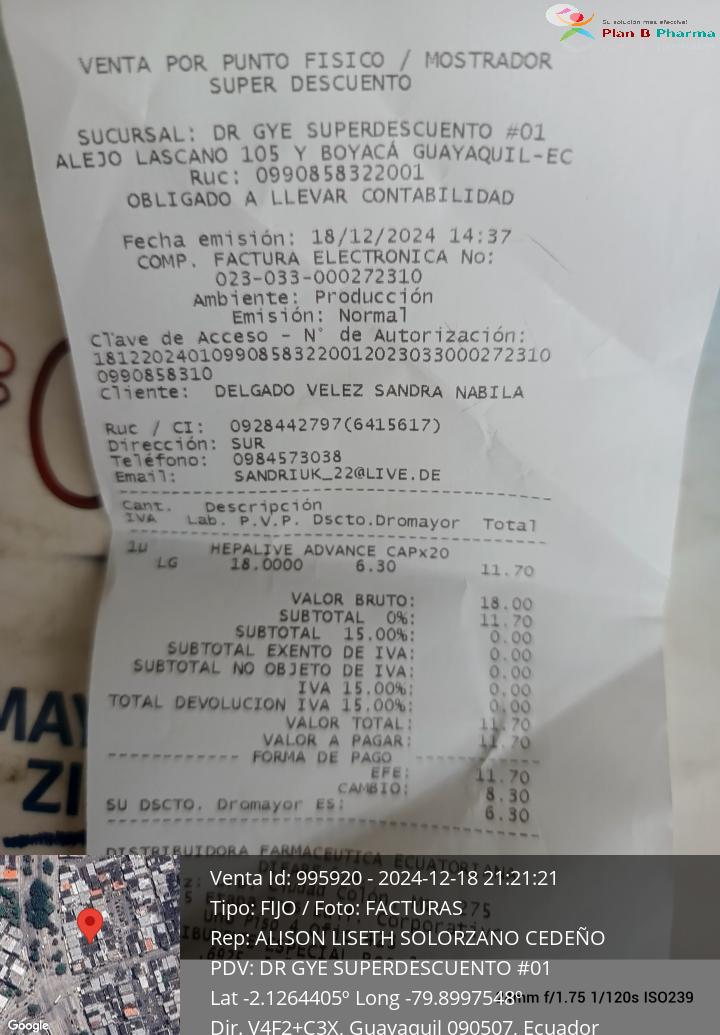 Su solución más efectiva!
Plan B Pharma
VENTA POR PUNTO FISICO / MOSTRADOR
SUPER DESCUENTO
SUCURSAL: DR GYE SUPERDESCUENTO #01
ALEJO LASCANO 105 Y BOYACÁ GUAYAQUIL-EC
Ruc: 0990858322001
OBLIGADO A LLEVAR CONTABILIDAD
Fecha emisión: 18/12/2024 14:37
COMP. FACTURA ELECTRONICA No:
023-033-000272310
Ambiente: Producción
Emisión: Normal
Clave de Acceso - N° de Autorización:
181220240109908583220012023033000272310
0990858310
Cliente: DELGADO VELEZ SANDRA NABILA
Ruc / CI: 0928442797(6415617)
Dirección: SUR
Teléfono: 0984573038
Email: SANDRIUK_22@LIVE.DE
Cant. Descripción
IVA Lab. P.V.P. Dscto.Dromayor Total
1u HEPALIVE ADVANCE CAPx20
LG 18.0000 6.30 11.70
VALOR BRUTO: 18.00
SUBTOTAL 0%: 11.70
SUBTOTAL 15.00%: 0.00
SUBTOTAL EXENTO DE IVA: 0.00
SUBTOTAL NO OBJETO DE IVA: 0.00
IVA 15.00%: 0.00
TOTAL DEVOLUCION IVA 15.00%: 0.00
VALOR TOTAL: 11.70
VALOR A PAGAR: 11.70
FORMA DE PAGO
EFE: 11.70
CAMBIO: 8.30
SU DSCTO. Dromayor ES: 6.30
DISTRIBUIDORA FARMACEUTICA ECUATORIANA
MAY
ZI
Venta Id: 995920 - 2024-12-18 21:21:21
Tipo: FIJO / Foto: FACTURAS
Rep: ALISON LISETH SOLORZANO CEDEÑO
PDV: DR GYE SUPERDESCUENTO #01
Lat -2.1264405º Long -79.8997548º
mm f/1.75 1/120s ISO239
Dir. V4F2+C3X, Guayaquil 090507, Ecuador
Google